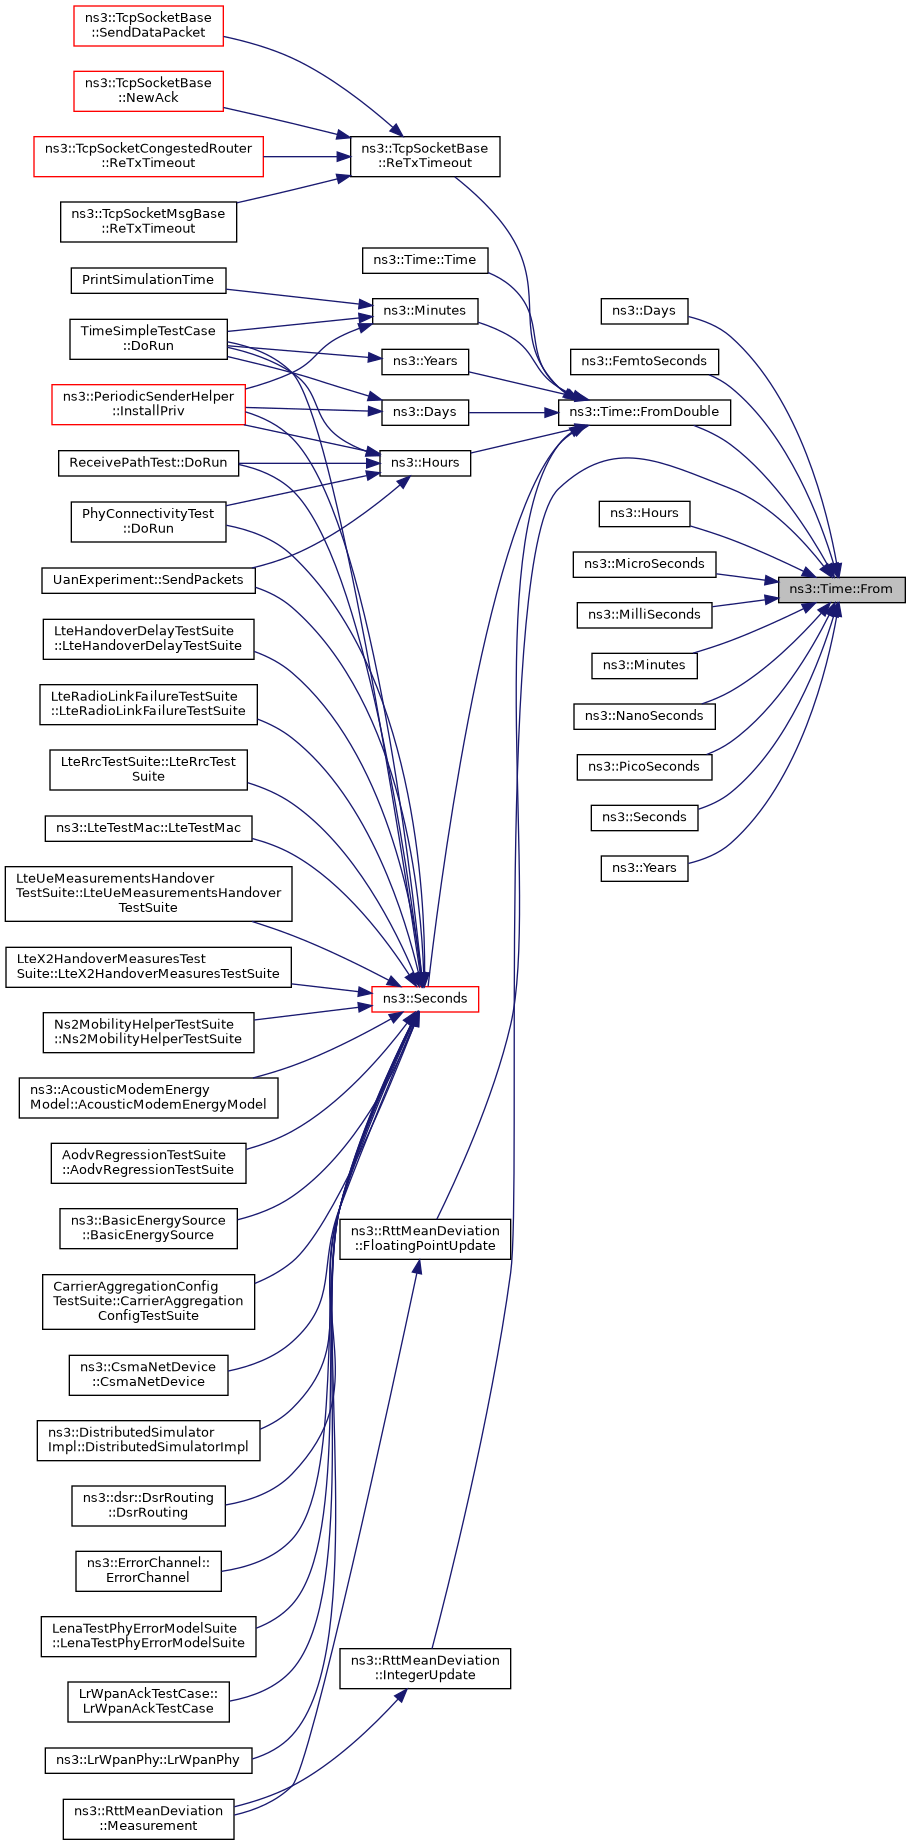 ns3::TcpSocketBase
::SendDataPacket
ns3::TcpSocketBase
::NewAck
ns3::TcpSocketCongestedRouter
::ReTxTimeout
ns3::TcpSocketBase
::ReTxTimeout
ns3::TcpSocketMsgBase
::ReTxTimeout
ns3::Time::Time
PrintSimulationTime
ns3::Minutes
ns3::Days
TimeSimpleTestCase
::DoRun
ns3::Years
ns3::FemtoSeconds
ns3::PeriodicSenderHelper
::InstallPriv
ns3::Days
ns3::Time::FromDouble
ReceivePathTest::DoRun
ns3::Hours
PhyConnectivityTest
::DoRun
ns3::Hours
UanExperiment::SendPackets
ns3::MicroSeconds
ns3::Time::From
ns3::MilliSeconds
LteHandoverDelayTestSuite
::LteHandoverDelayTestSuite
ns3::Minutes
LteRadioLinkFailureTestSuite
::LteRadioLinkFailureTestSuite
ns3::NanoSeconds
LteRrcTestSuite::LteRrcTest
Suite
ns3::PicoSeconds
ns3::LteTestMac::LteTestMac
ns3::Seconds
LteUeMeasurementsHandover
TestSuite::LteUeMeasurementsHandover
TestSuite
ns3::Years
LteX2HandoverMeasuresTest
Suite::LteX2HandoverMeasuresTestSuite
ns3::Seconds
Ns2MobilityHelperTestSuite
::Ns2MobilityHelperTestSuite
ns3::AcousticModemEnergy
Model::AcousticModemEnergyModel
AodvRegressionTestSuite
::AodvRegressionTestSuite
ns3::BasicEnergySource
::BasicEnergySource
ns3::RttMeanDeviation
::FloatingPointUpdate
CarrierAggregationConfig
TestSuite::CarrierAggregation
ConfigTestSuite
ns3::CsmaNetDevice
::CsmaNetDevice
ns3::DistributedSimulator
Impl::DistributedSimulatorImpl
ns3::dsr::DsrRouting
::DsrRouting
ns3::ErrorChannel::
ErrorChannel
LenaTestPhyErrorModelSuite
::LenaTestPhyErrorModelSuite
ns3::RttMeanDeviation
::IntegerUpdate
LrWpanAckTestCase::
LrWpanAckTestCase
ns3::LrWpanPhy::LrWpanPhy
ns3::RttMeanDeviation
::Measurement